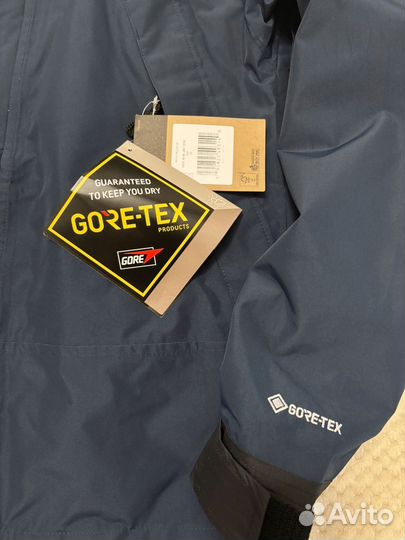 GUARANTEED
TO KEEP YOU DRY
GORE-TEX
PRODUCTS
GORE
GORE-TEX
Avito